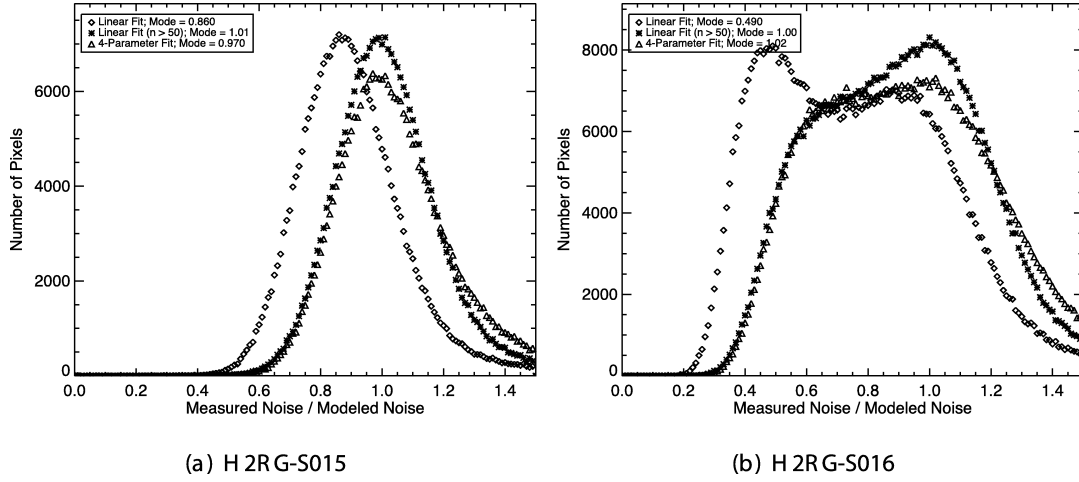 Linear Fit; Mode = 0.860
Linear Fit (n > 50); Mode = 1.01
4-Parameter Fit; Mode = 0.970
Number of Pixels
6000
4000
2000
0
0.0 0.2 0.4 0.6 0.8 1.0 1.2 1.4
Measured Noise / Modeled Noise
(a) H2RG-S015
Linear Fit; Mode = 0.490
Linear Fit (n > 50); Mode = 1.00
4-Parameter Fit; Mode = 1.02
Number of Pixels
8000
6000
4000
2000
0
0.0 0.2 0.4 0.6 0.8 1.0 1.2 1.4
Measured Noise / Modeled Noise
(b) H2RG-S016